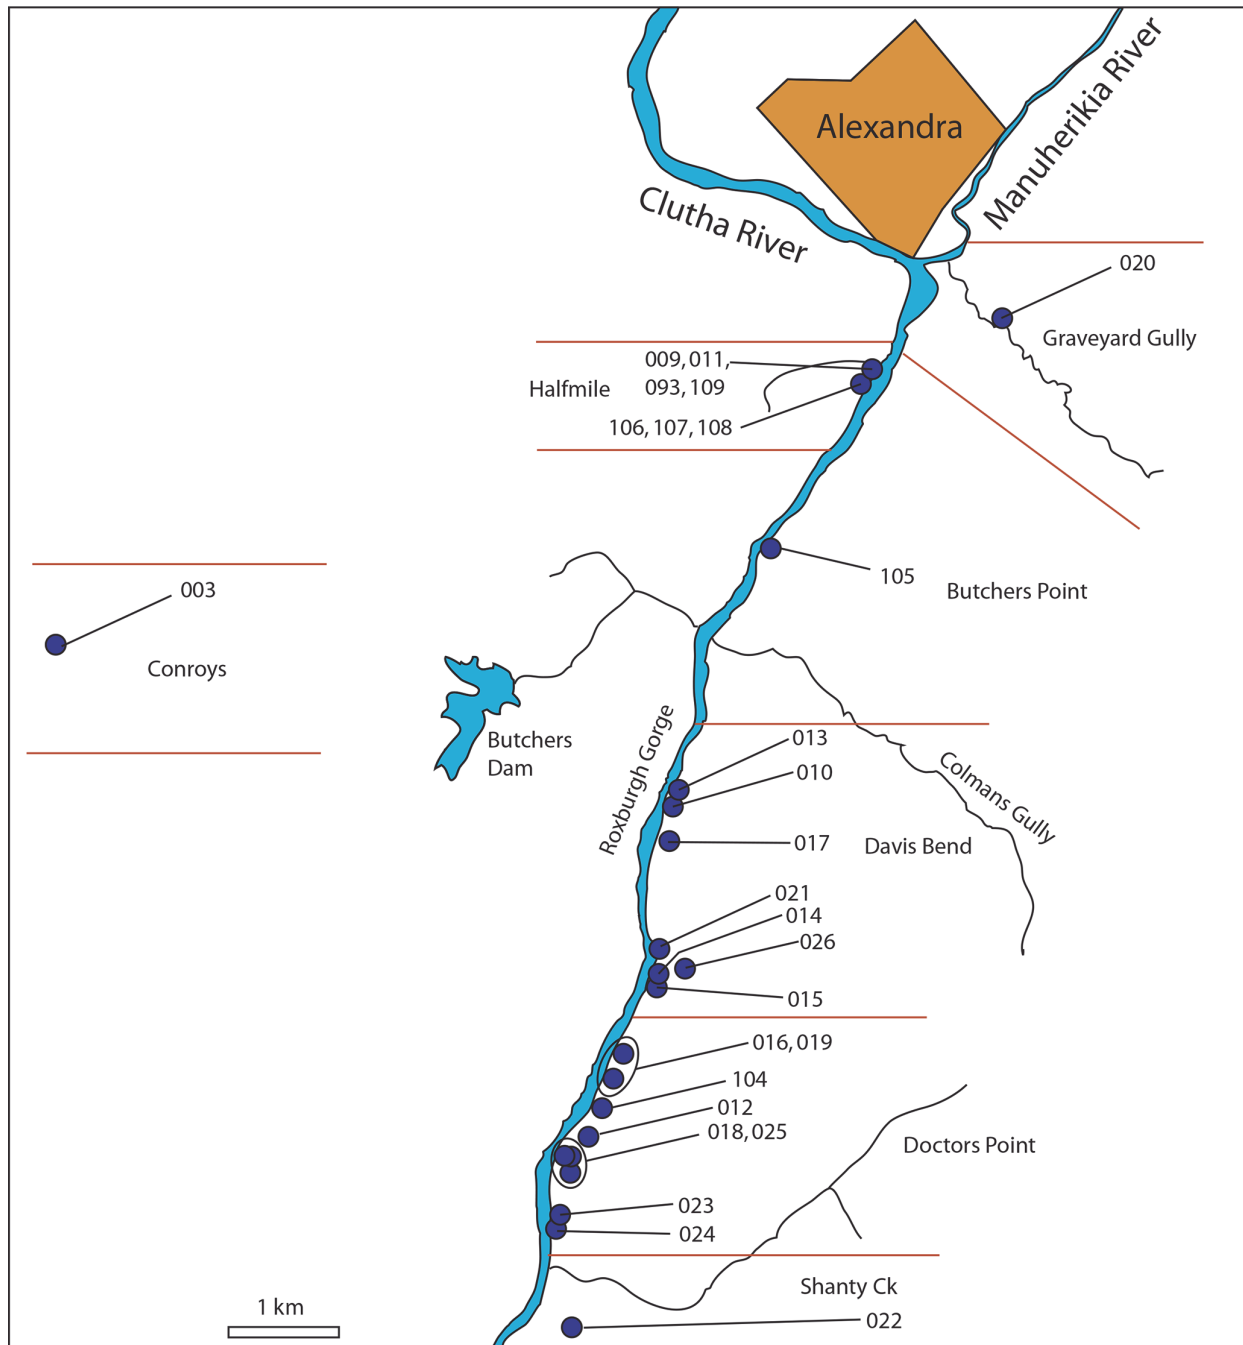 Alexandra
Manuherikia River
Clutha River
020
Graveyard Gully
009, 011,
093, 109
Halfmile
106, 107, 108
105
Butchers Point
003
Conroys
Butchers
Dam
Roxburgh Gorge
013
010
Colmans Gully
017
Davis Bend
021
014
026
015
016, 019
104
012
018, 025
Doctors Point
023
024
Shanty Ck
1 km
022